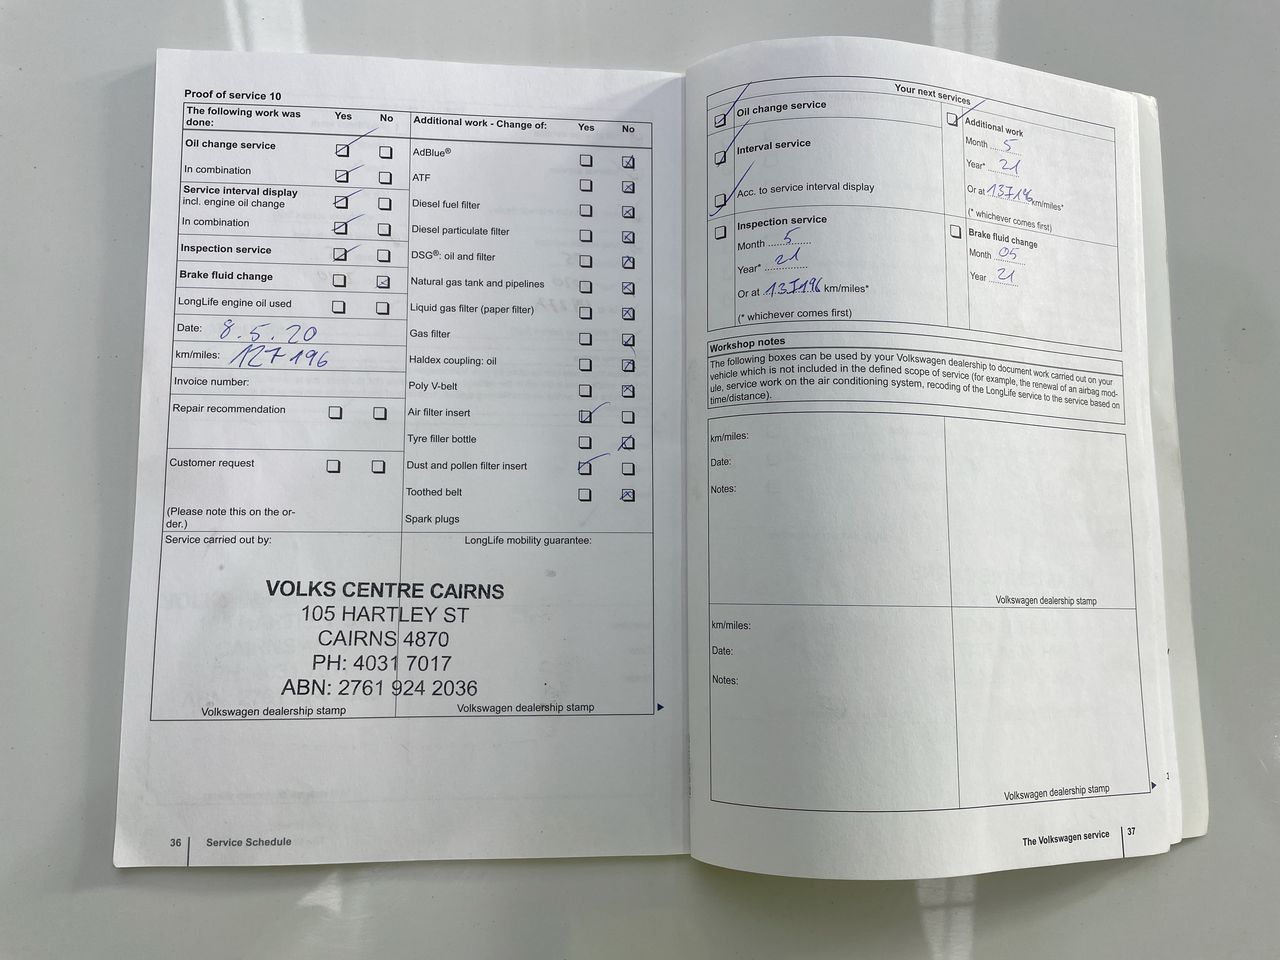 Proof of service 10
The following work was done: Yes No
Oil change service
In combination
Service interval display
incl. engine oil change
In combination
Inspection service
Brake fluid change
LongLife engine oil used
Date: 8.5.20
km/miles: 127196
Invoice number:
Repair recommendation
Customer request
(Please note this on the or-
der.)
Additional work - Change of: Yes No
AdBlue®
ATF
Diesel fuel filter
Diesel particulate filter
DSG®: oil and filter
Natural gas tank and pipelines
Liquid gas filter (paper filter)
Gas filter
Haldex coupling: oil
Poly V-belt
Air filter insert
Tyre filler bottle
Dust and pollen filter insert
Toothed belt
Spark plugs
Service carried out by:
LongLife mobility guarantee:
VOLKS CENTRE CAIRNS
105 HARTLEY ST
CAIRNS 4870
PH: 4031 7017
ABN: 2761 924 2036
Volkswagen dealership stamp
Volkswagen dealership stamp
36 Service Schedule
Your next services
Oil change service
Interval service
Acc. to service interval display
Inspection service
Month 5
Year* 21
Or at 137196 km/miles*
(* whichever comes first)
Additional work
Month 5
Year* 21
Or at 137196 km/miles*
(* whichever comes first)
Brake fluid change
Month 05
Year 21
Workshop notes
The following boxes can be used by your Volkswagen dealership to document work carried out on your
vehicle which is not included in the defined scope of service (for example, the renewal of an airbag mod-
ule, service work on the air conditioning system, recoding of the LongLife service to the service based on
time/distance).
km/miles:
Date:
Notes:
Volkswagen dealership stamp
km/miles:
Date:
Notes:
Volkswagen dealership stamp
The Volkswagen service 37